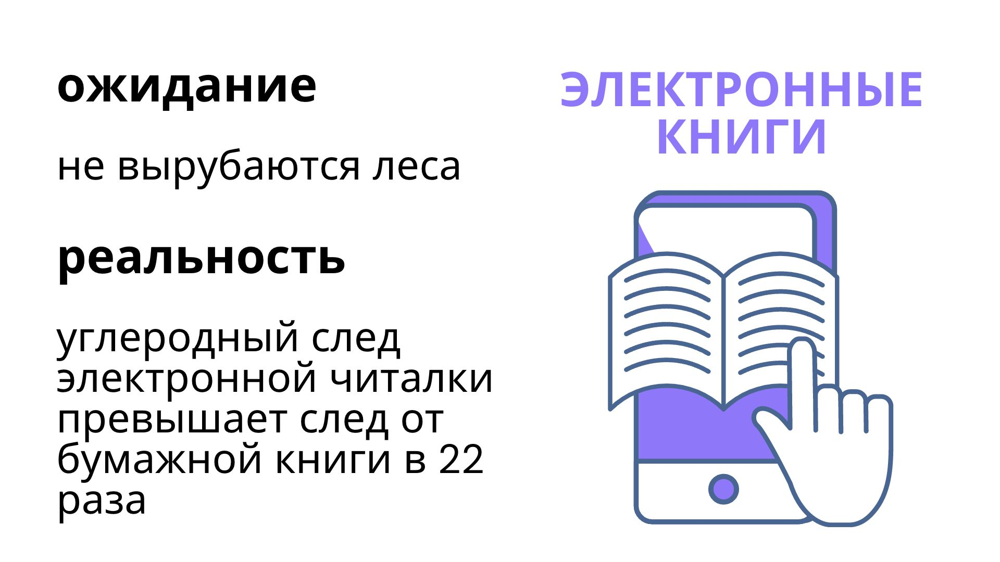 ожидание
не вырубаются леса
реальность
углеродный след
электронной читалки
превышает след от
бумажной книги в 22
раза
ЭЛЕКТРОННЫЕ
КНИГИ